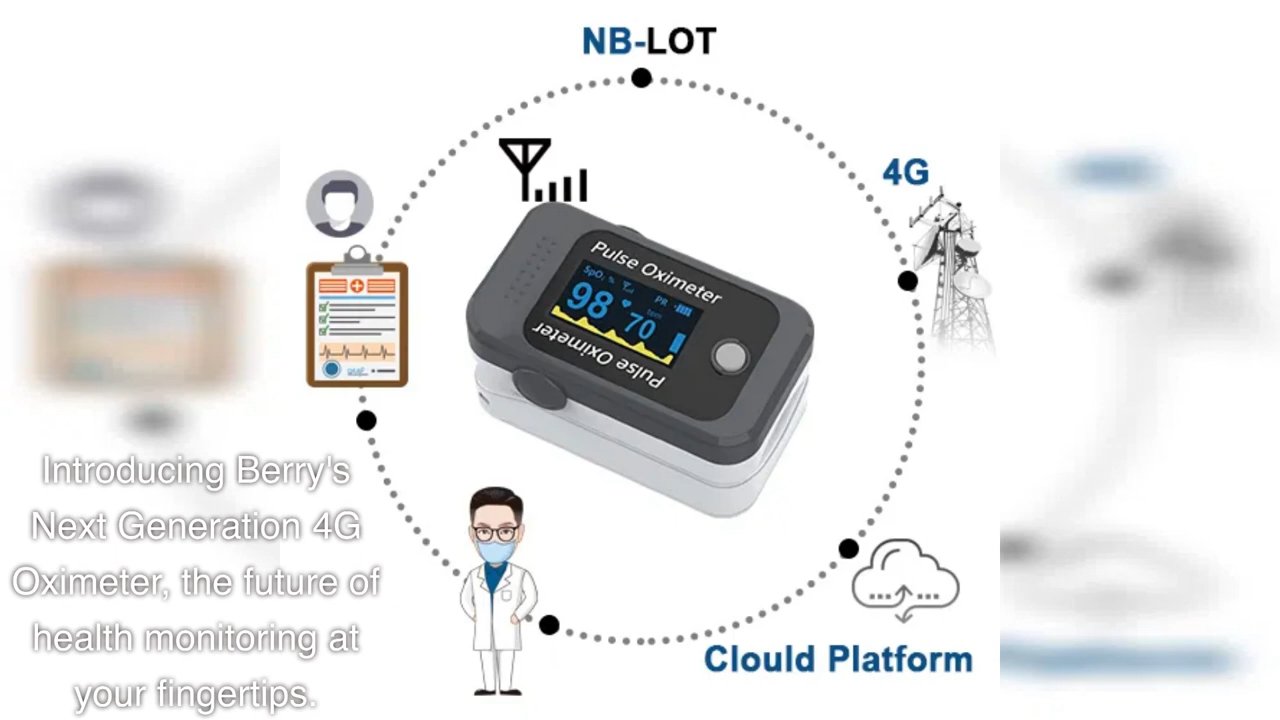 NB-LOT
4G
Pulse Oximeter
SpO₂ %
PR
98
70
bpm
Pulse Oximeter
Clould Platform
Introducing Berry's
Next Generation 4G
Oximeter, the future of
health monitoring at
your fingertips.